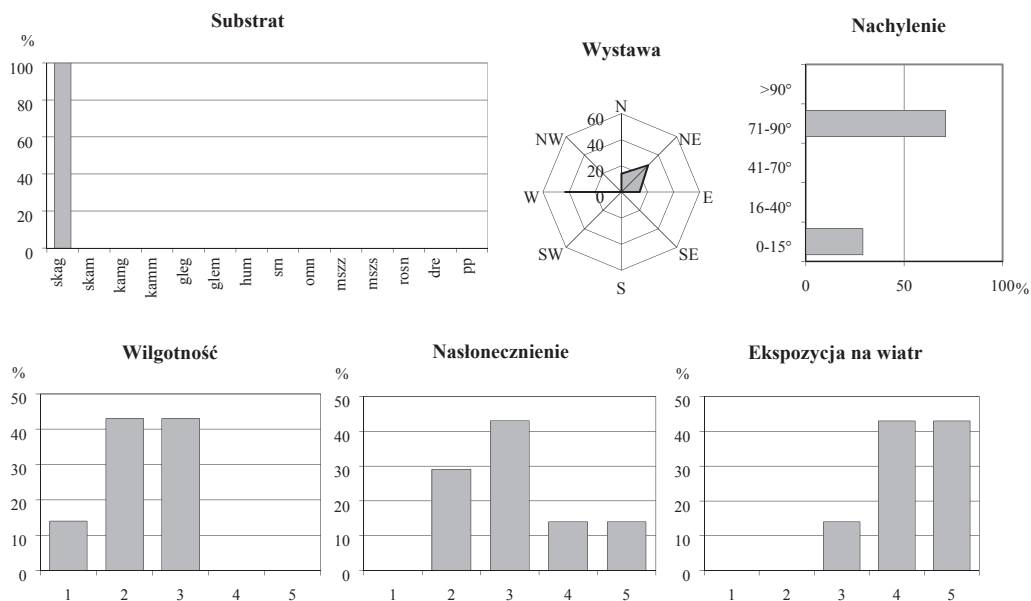 Substrat
%
100
80
60
40
20
0
skag
skam
kamg
kamm
gleg
glem
hum
srn
omn
mszz
mszs
rosn
dre
pp
Wystawa
N
NE
E
SE
S
SW
W
NW
60
40
20
0
Nachylenie
>90°
71-90°
41-70°
16-40°
0-15°
0 50 100%
Wilgotność
%
50
40
30
20
10
0
1 2 3 4 5
Nasłonecznienie
%
50
40
30
20
10
0
1 2 3 4 5
Ekspozycja na wiatr
%
50
40
30
20
10
0
1 2 3 4 5